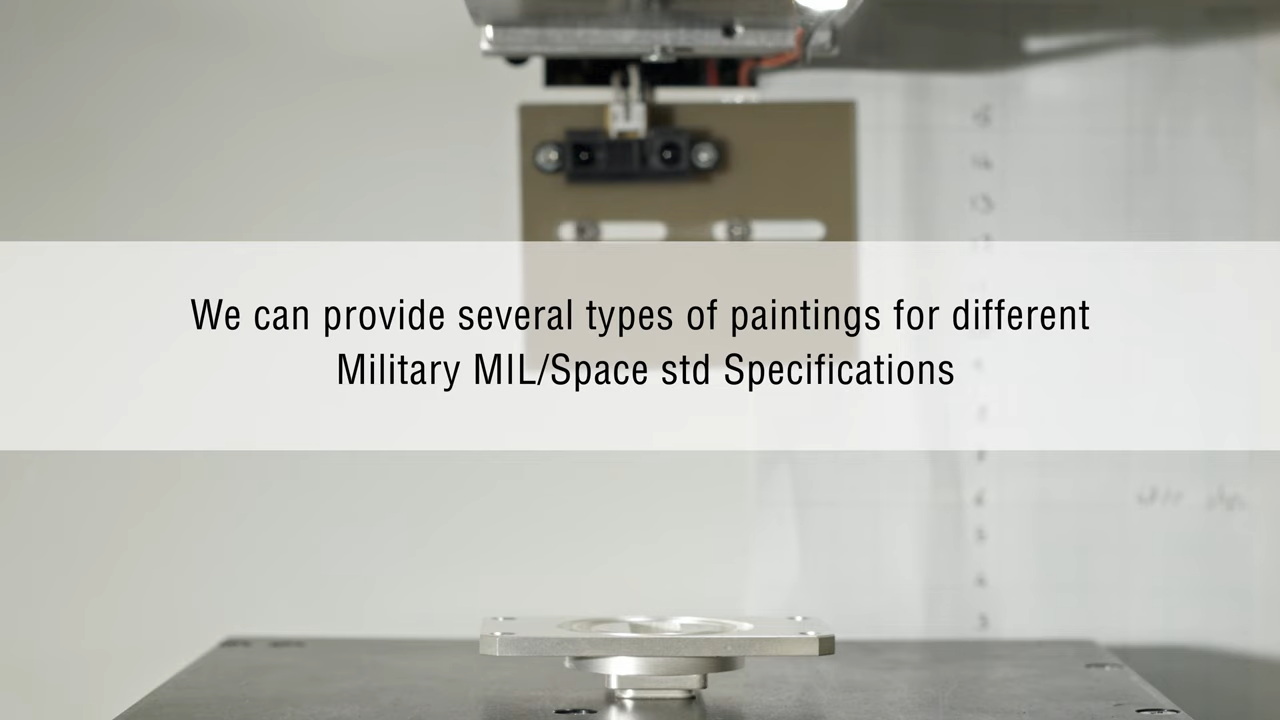 We can provide several types of paintings for different
Military MIL/Space std Specifications